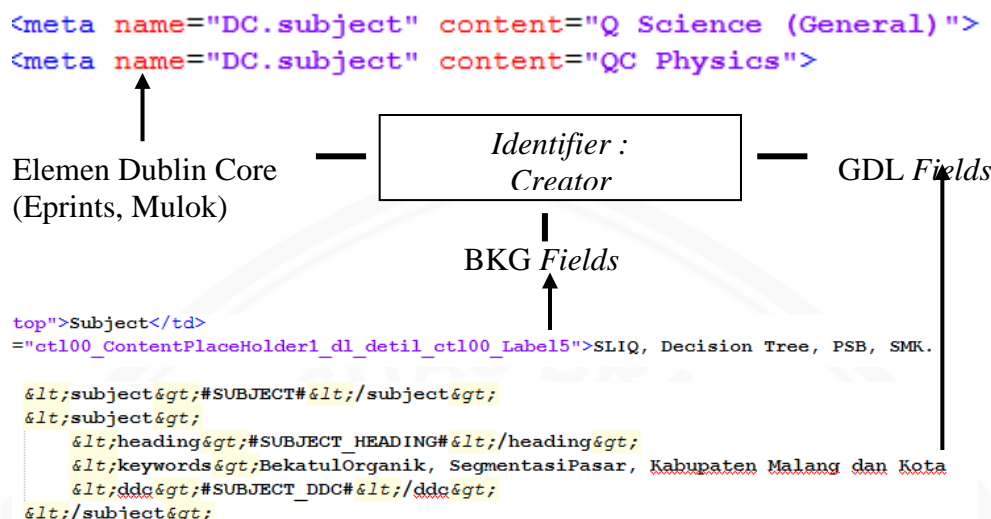 <meta name="DC.subject" content="Q Science (General)">
<meta name="DC.subject" content="QC Physics">
Identifier :
Creator
Elemen Dublin Core
(Eprints, Mulok)
GDL Fields
BKG Fields
top">Subject</td>
="ctl00_ContentPlaceHolder1_dl_detil_ctl00_Label5">SLIQ, Decision Tree, PSB, SMK.
&lt;subject&gt;#SUBJECT#&lt;/subject&gt;
&lt;subject&gt;
&lt;heading&gt;#SUBJECT_HEADING#&lt;/heading&gt;
&lt;keywords&gt;BekatulOrganik, SegmentasiPasar, Kabupaten Malang dan Kota
&lt;ddc&gt;#SUBJECT_DDC#&lt;/ddc&gt;
&lt;/subject&gt;